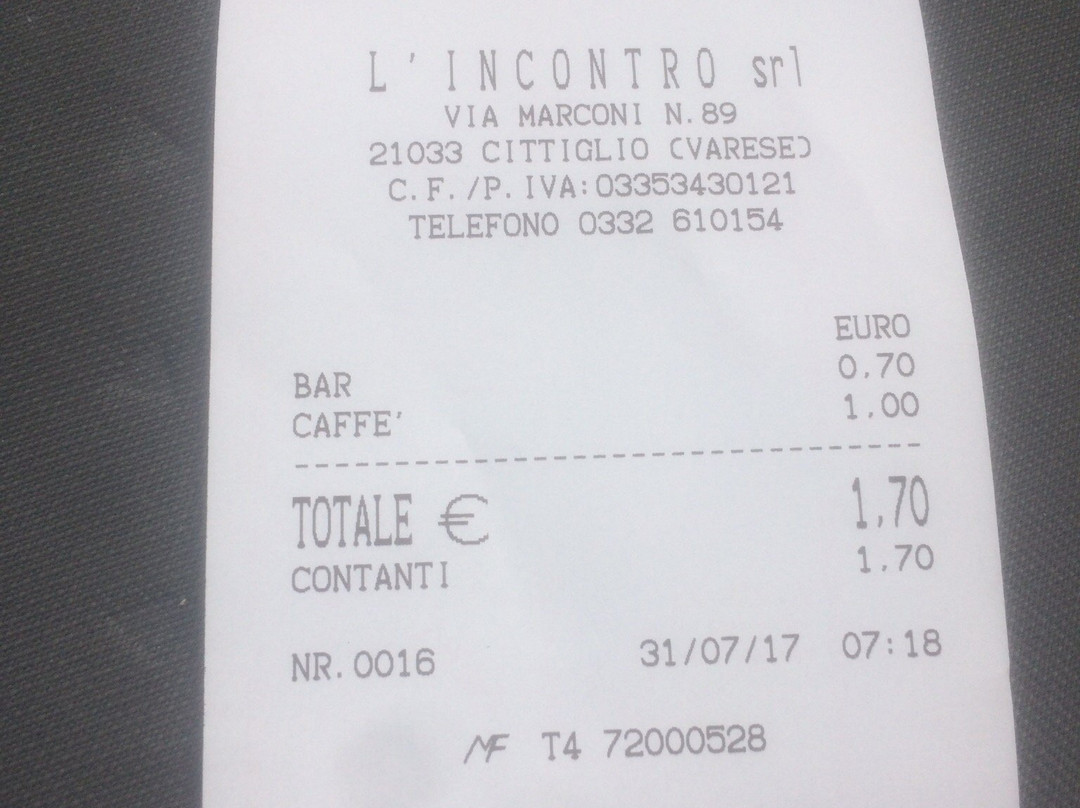 L'INCONTRO srl
VIA MARCONI N.89
21033 CITTIGLIO (VARESE)
C.F./P.IVA:03353430121
TELEFONO 0332 610154
EURO
BAR 0,70
CAFFE' 1,00
TOTALE € 1,70
CONTANTI 1,70
NR.0016 31/07/17 07:18
MF T4 72000528